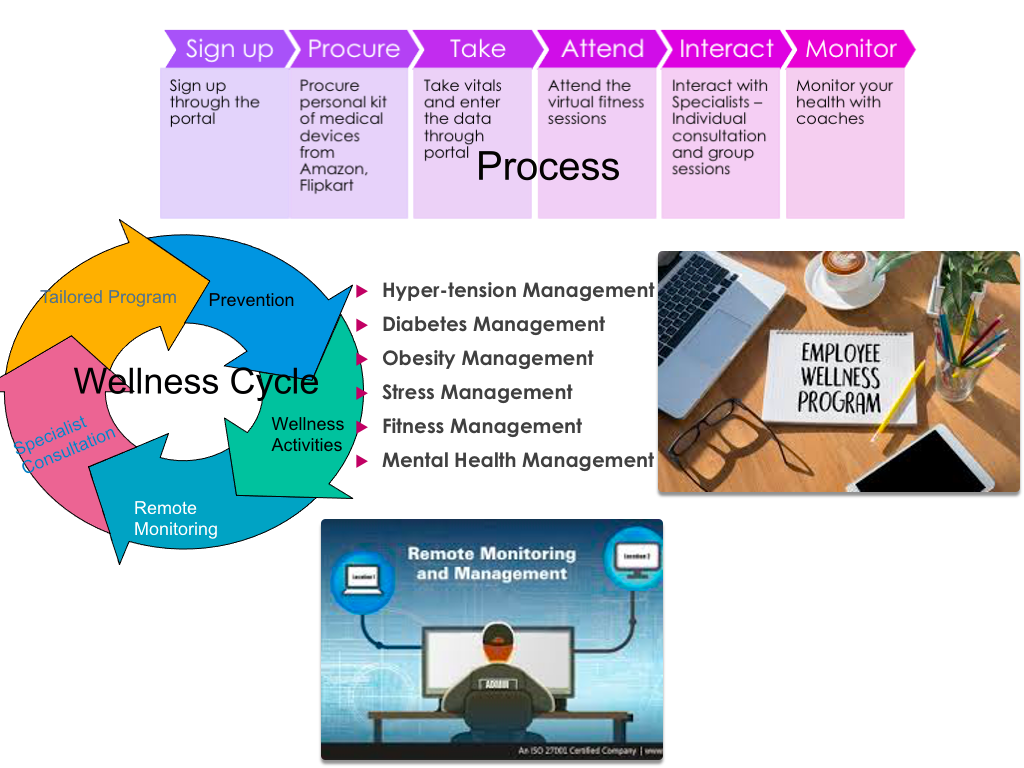 Sign up
Procure
Take
Attend
Interact
Monitor
Sign up
through the
portal
Procure
personal kit
of medical
devices
from
Amazon,
Flipkart
Take vitals
and enter
the data
through
portal
Attend the
virtual fitness
sessions
Interact with
Specialists –
Individual
consultation
and group
sessions
Monitor your
health with
coaches
Process
Tailored Program
Prevention
Wellness Cycle
Wellness
Activities
Specialist
Consultation
Remote
Monitoring
Hyper-tension Management
Diabetes Management
Obesity Management
Stress Management
Fitness Management
Mental Health Management
EMPLOYEE
WELLNESS
PROGRAM
Remote Monitoring
and Management
Location 1
Location 2
ADMIN
An ISO 27001 Certified Company | www